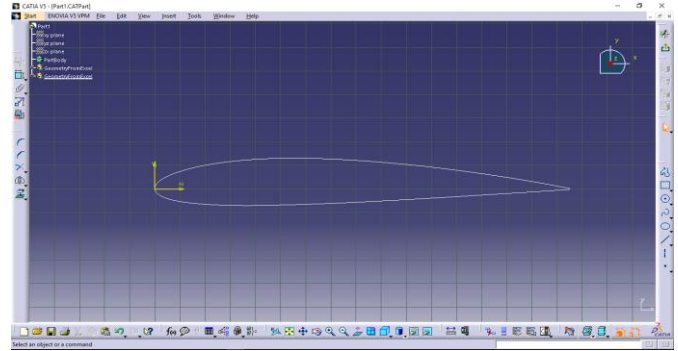 CATIA V5 - [Part1.CATPart]
Start ENOVIA V5 VPM File Edit View Insert Tools Window Help
Part1
xy plane
yz plane
zx plane
PartBody
GeometryFromExcel
GeometryFromExcel
y
z x
Select an object or a command